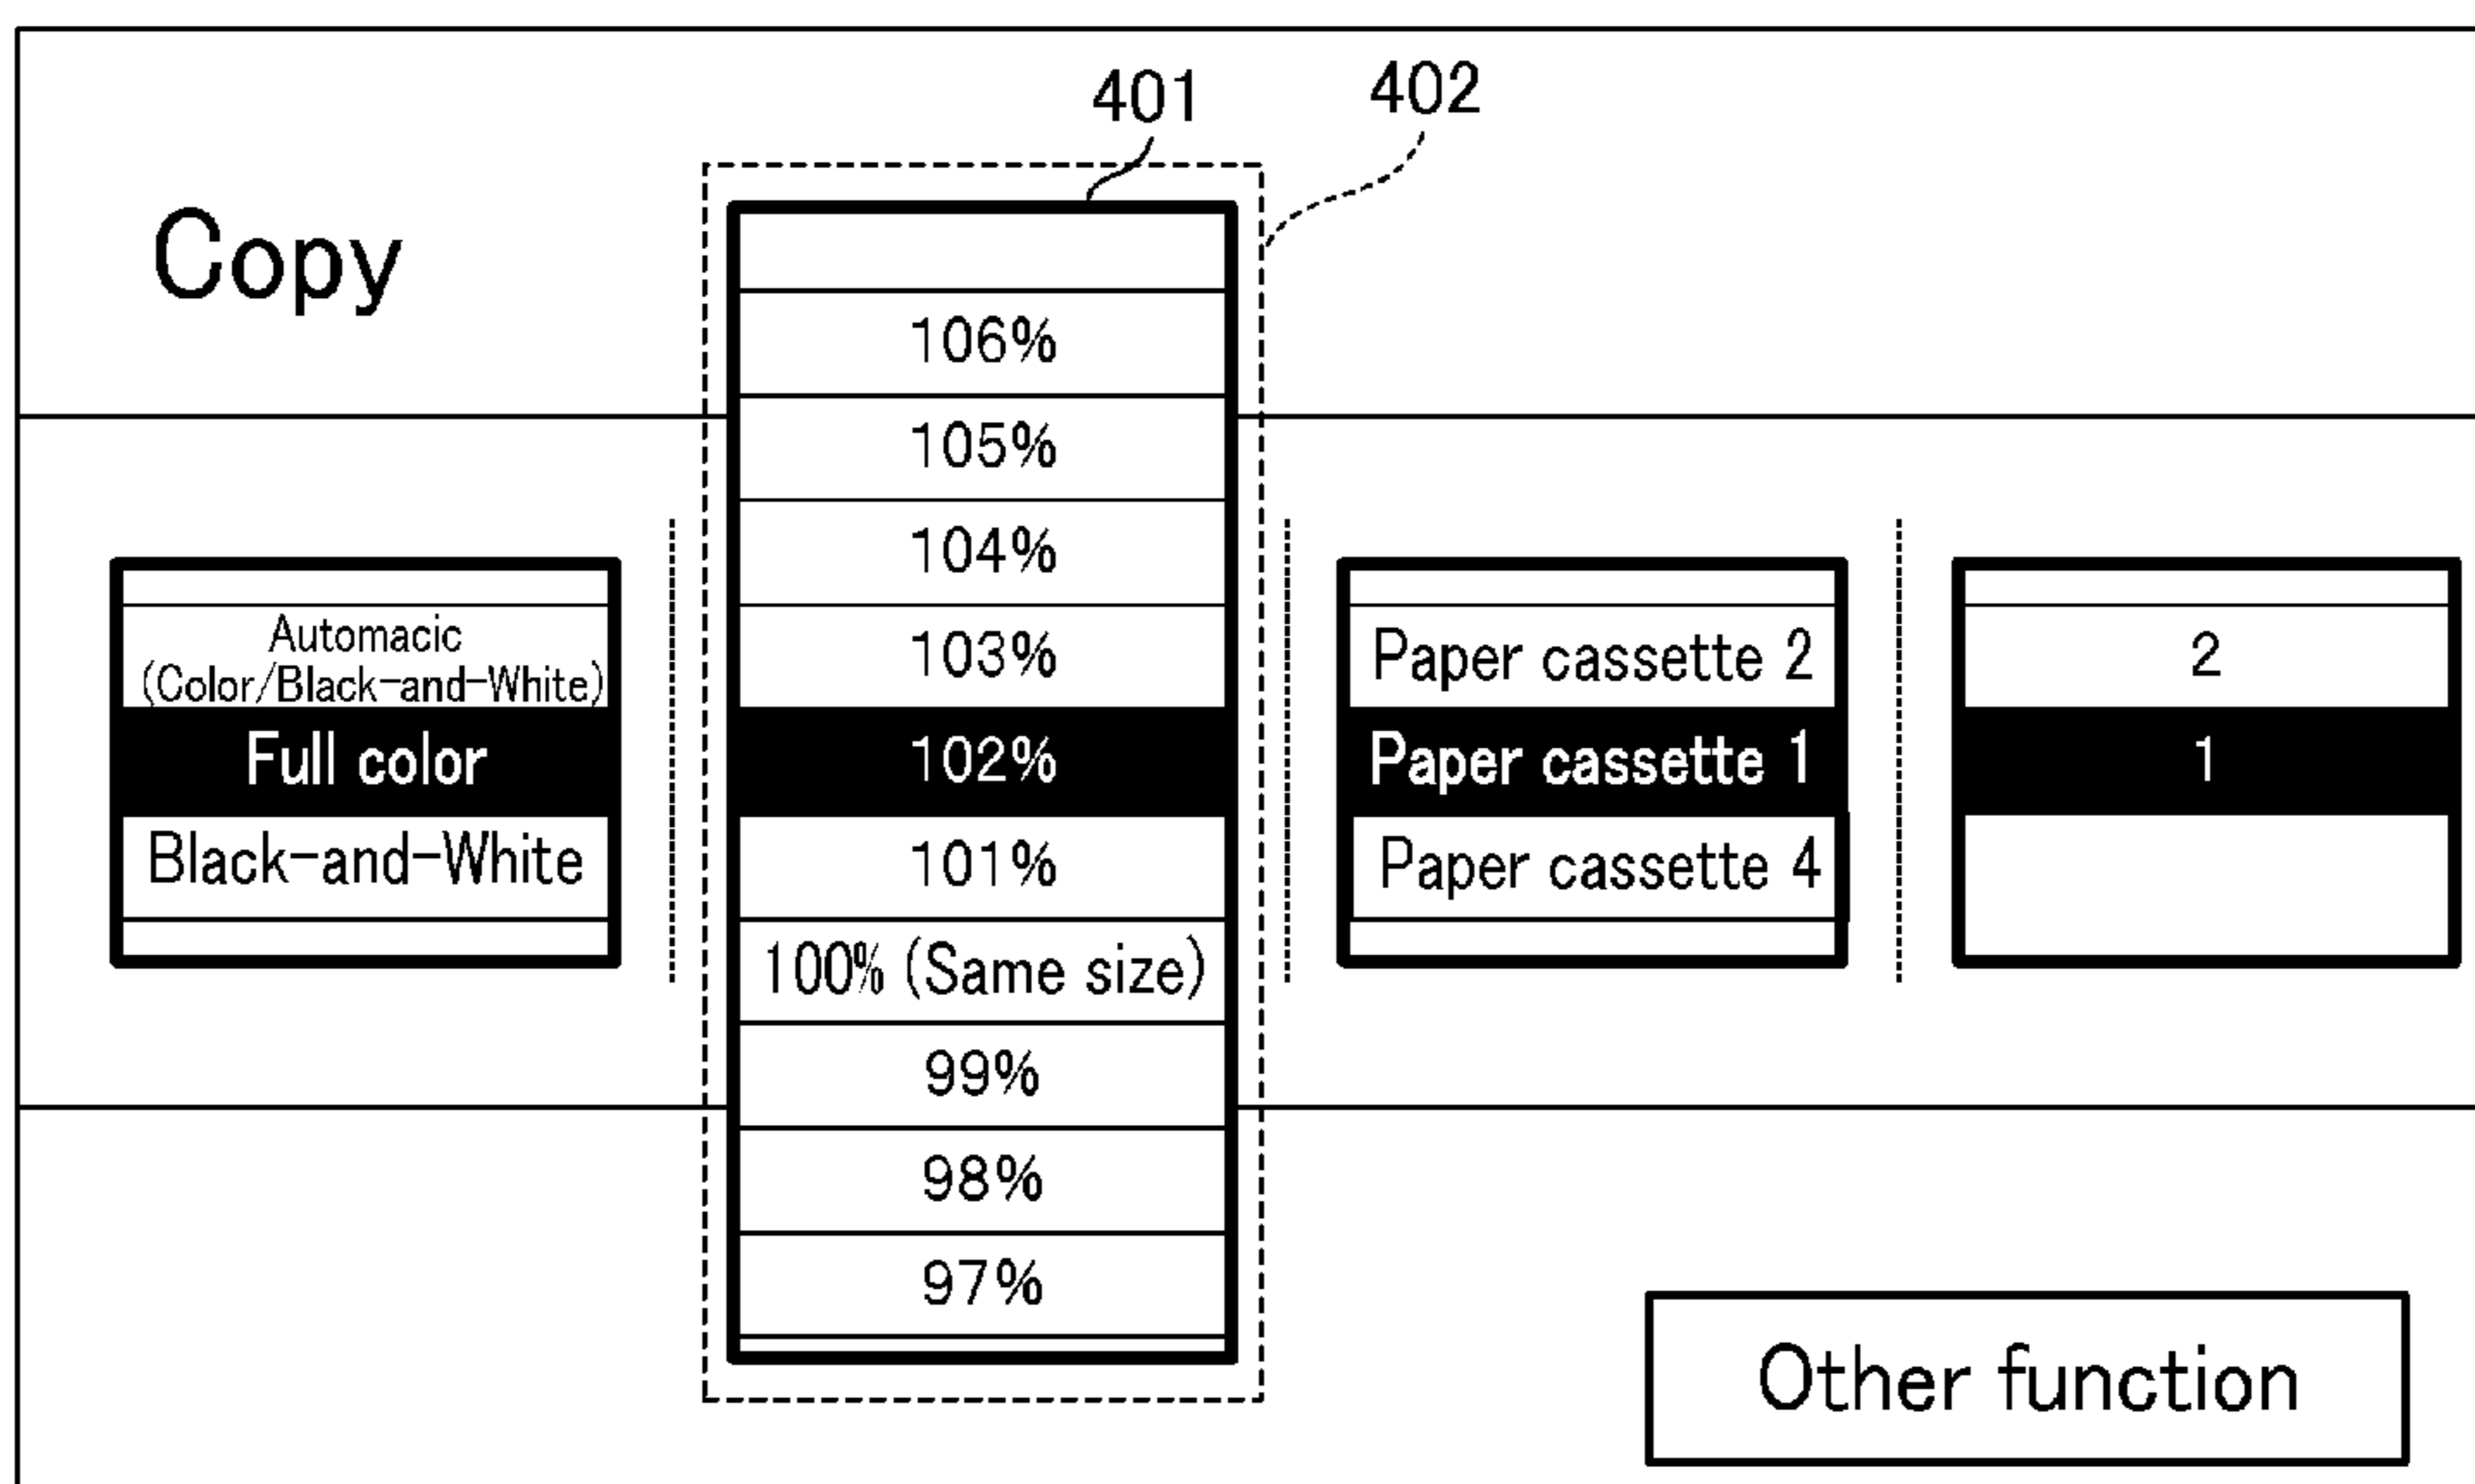 401
402
Copy
106%
105%
104%
103%
102%
101%
100% (Same size)
99%
98%
97%
Automacic
(Color/Black-and-White)
Full color
Black-and-White
Paper cassette 2
Paper cassette 1
Paper cassette 4
2
1
Other function